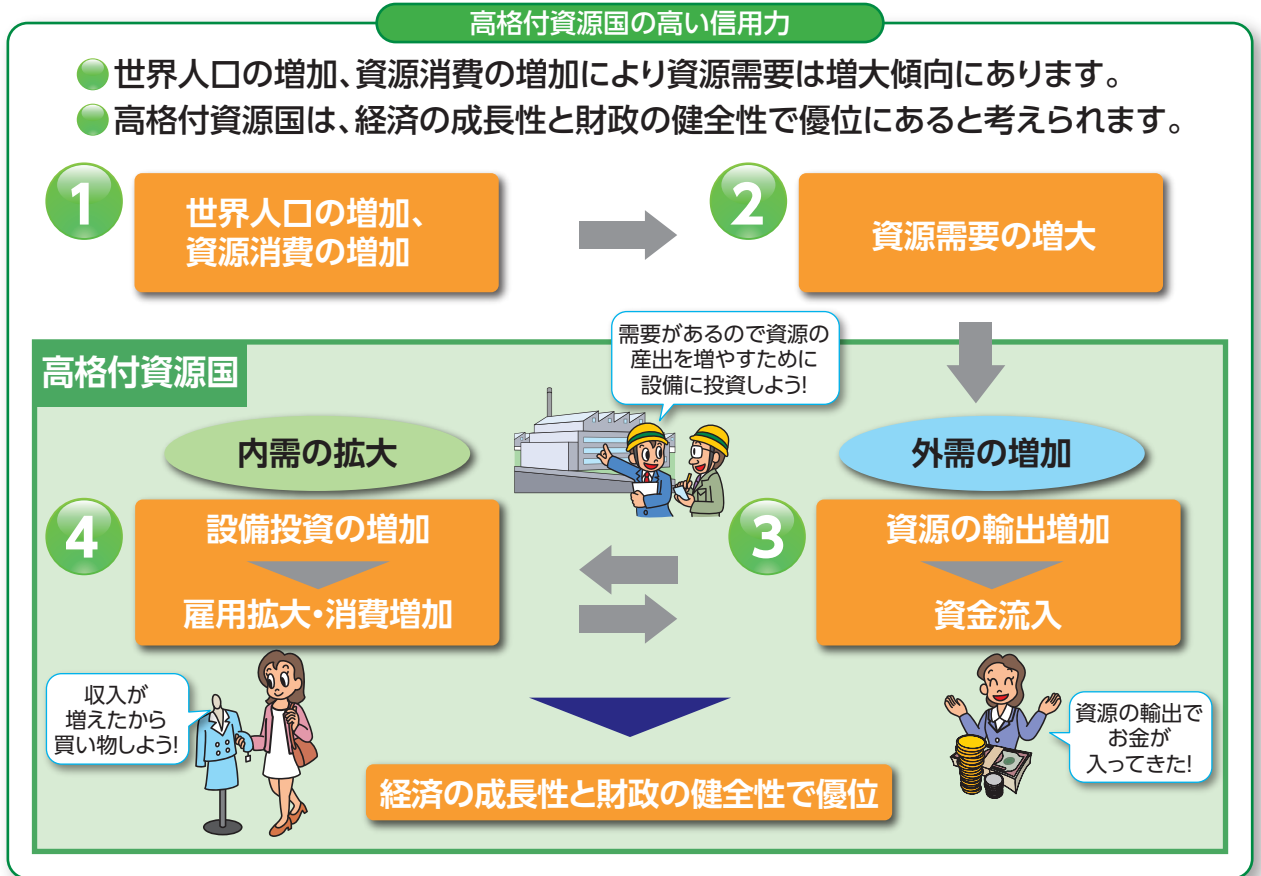 高格付資源国の高い信用力
世界人口の増加、資源消費の増加により資源需要は増大傾向にあります。
高格付資源国は、経済の成長性と財政の健全性で優位にあると考えられます。
1
世界人口の増加、
資源消費の増加
2
資源需要の増大
高格付資源国
需要があるので資源の
産出を増やすために
設備に投資しよう!
内需の拡大
外需の増加
4
設備投資の増加
雇用拡大・消費増加
3
資源の輸出増加
資金流入
収入が
増えたから
買い物しよう!
資源の輸出で
お金が
入ってきた!
経済の成長性と財政の健全性で優位